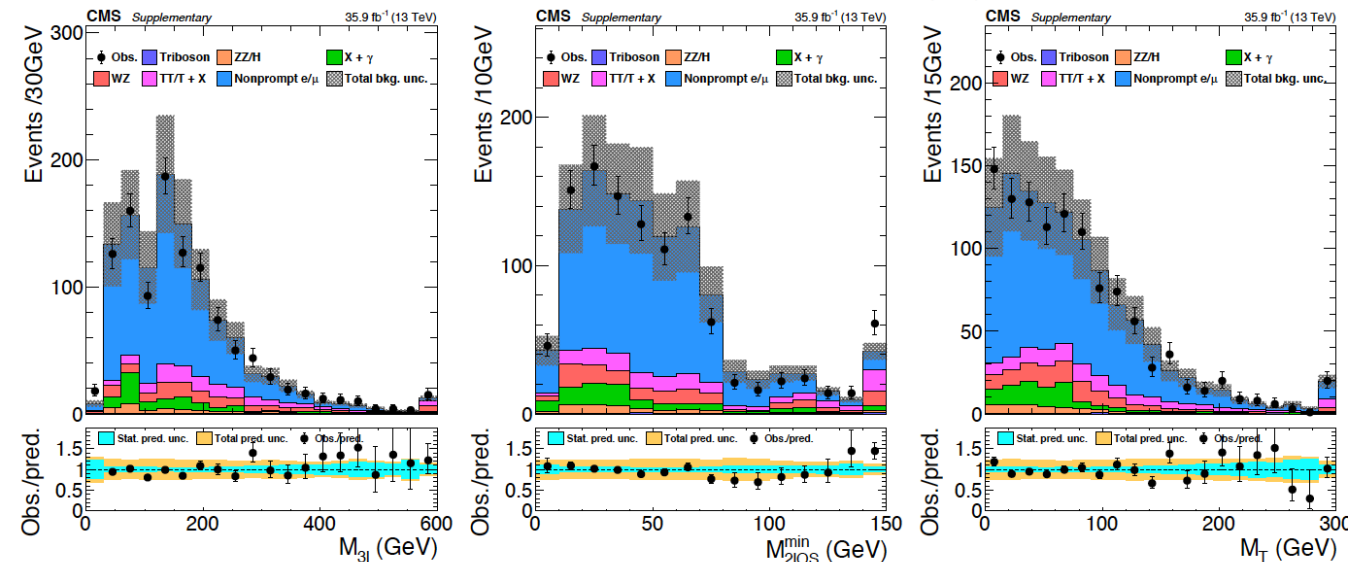 CMS Supplementary 35.9 fb⁻¹ (13 TeV)
Events /30GeV
300
200
100
0
Obs. Triboson ZZ/H X + γ
WZ TT/T + X Nonprompt e/μ Total bkg. unc.
Obs./pred.
1.5
1
0.5
0
Stat. pred. unc. Total pred. unc. Obs./pred.
0 200 400 600
M3l (GeV)
CMS Supplementary 35.9 fb⁻¹ (13 TeV)
Events /10GeV
200
100
0
Obs. Triboson ZZ/H X + γ
WZ TT/T + X Nonprompt e/μ Total bkg. unc.
Obs./pred.
1.5
1
0.5
0
Stat. pred. unc. Total pred. unc. Obs./pred.
0 50 100 150
M2lOS min (GeV)
CMS Supplementary 35.9 fb⁻¹ (13 TeV)
Events /15GeV
200
150
100
50
0
Obs. Triboson ZZ/H X + γ
WZ TT/T + X Nonprompt e/μ Total bkg. unc.
Obs./pred.
1.5
1
0.5
0
Stat. pred. unc. Total pred. unc. Obs./pred.
0 100 200 300
MT (GeV)